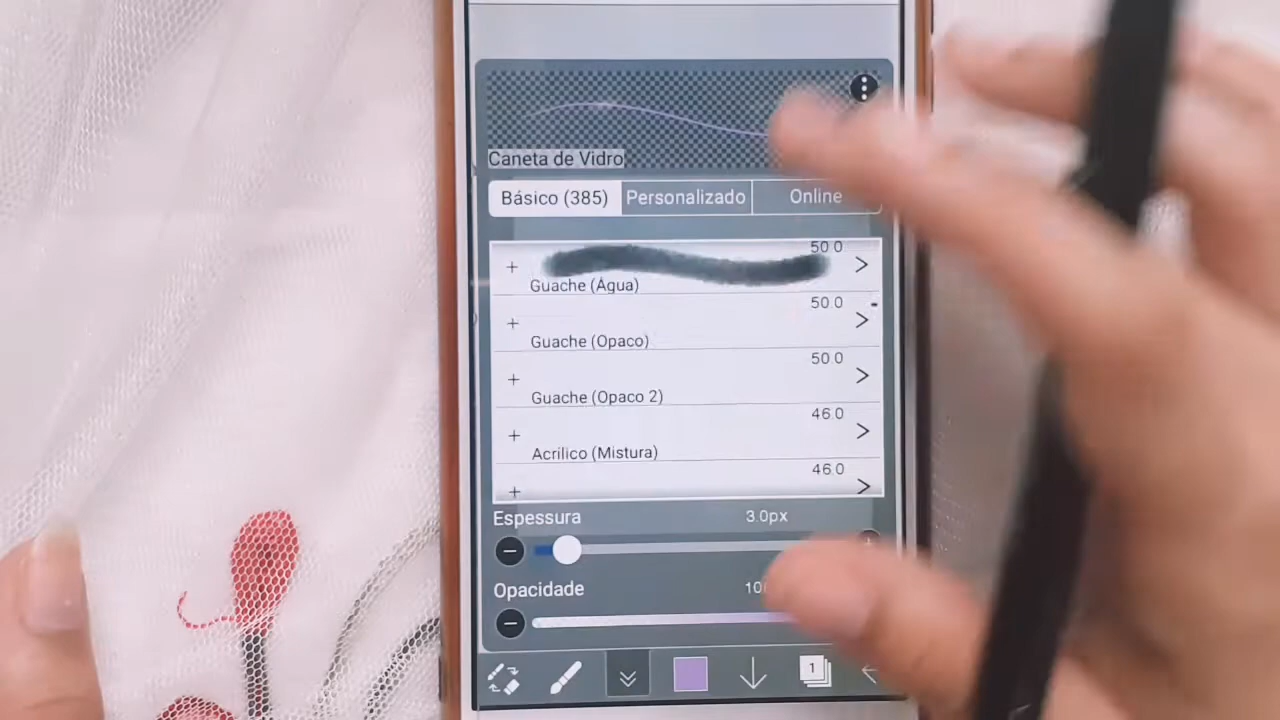 Caneta de Vidro
Básico (385) Personalizado Online
50.0
Guache (Água)
50.0
Guache (Opaco)
50.0
Guache (Opaco 2)
46.0
Acrílico (Mistura)
46.0
Espessura 3.0px
Opacidade
1